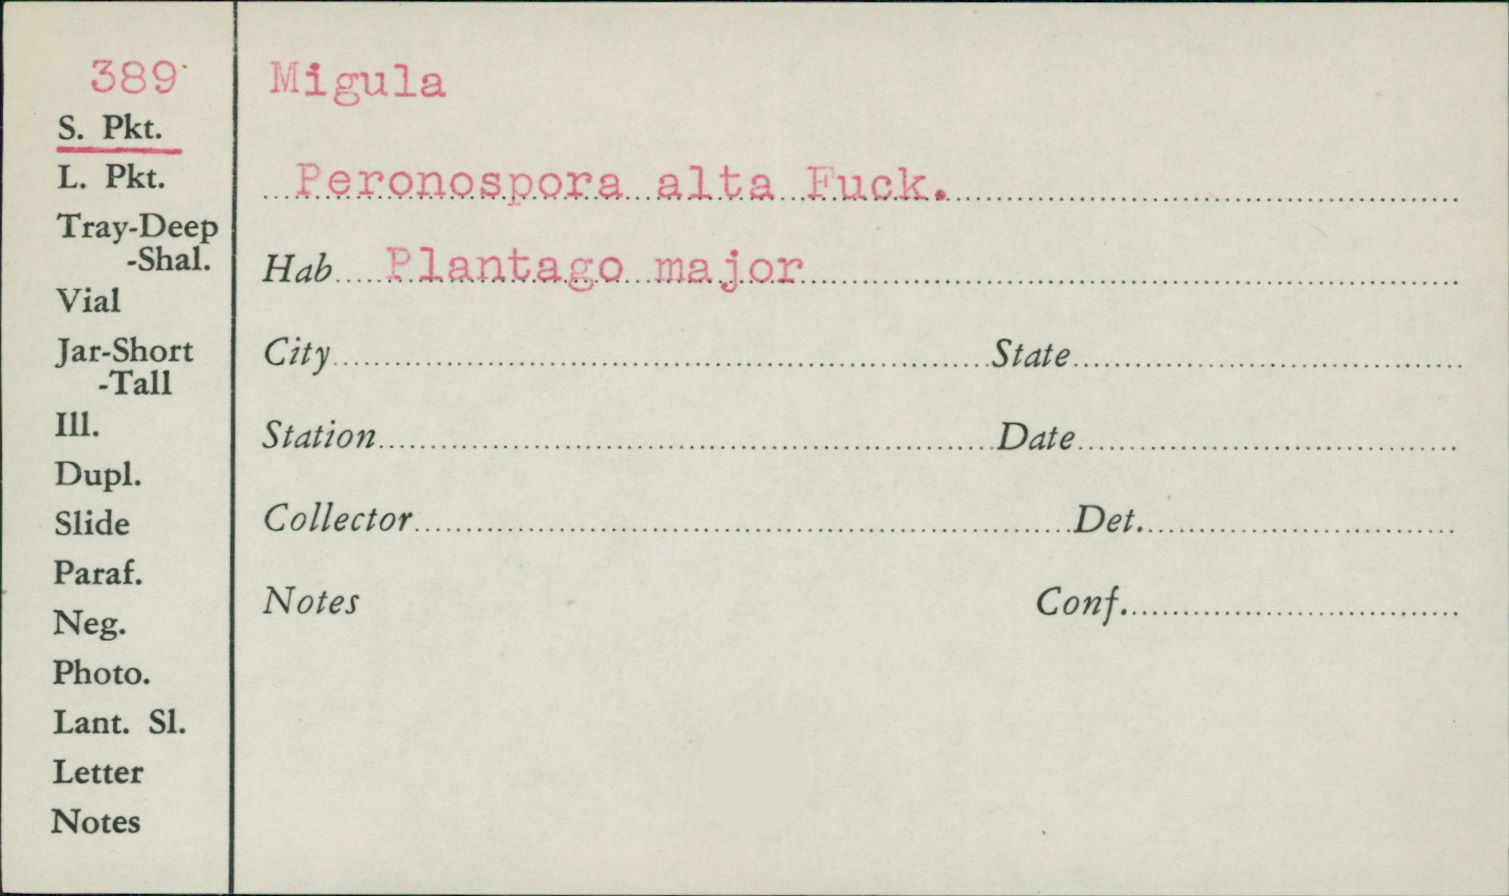 389
S. Pkt.
L. Pkt.
Tray-Deep
-Shal.
Vial
Jar-Short
-Tall
Ill.
Dupl.
Slide
Paraf.
Neg.
Photo.
Lant. Sl.
Letter
Notes
Migula
Peronospora alta Fuck.
Hab Plantago major
City State
Station Date
Collector Det.
Notes Conf.